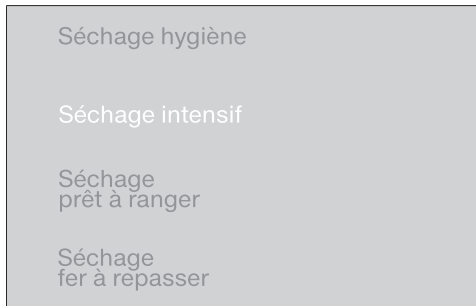 Séchage hygiène
Séchage intensif
Séchage
prêt à ranger
Séchage
fer à repasser